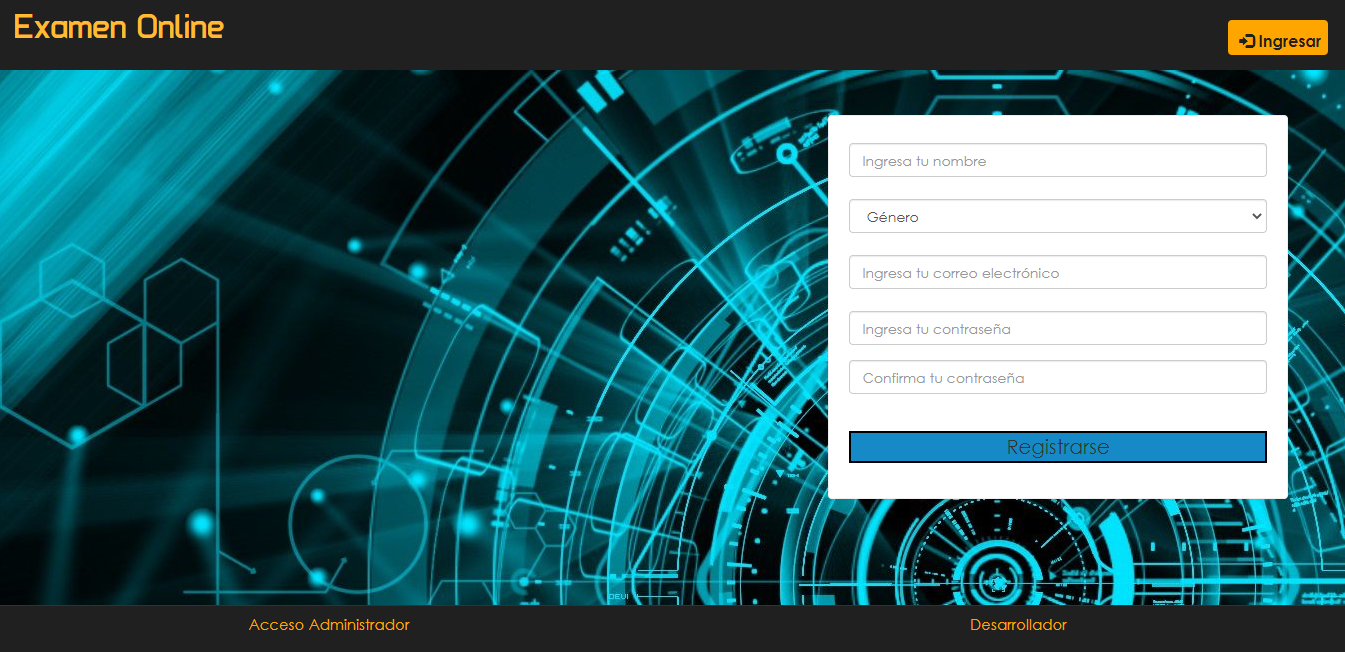 Examen Online
Ingresar
Ingresa tu nombre
Género
Ingresa tu correo electrónico
Ingresa tu contraseña
Confirma tu contraseña
Registrarse
Acceso Administrador
Desarrollador